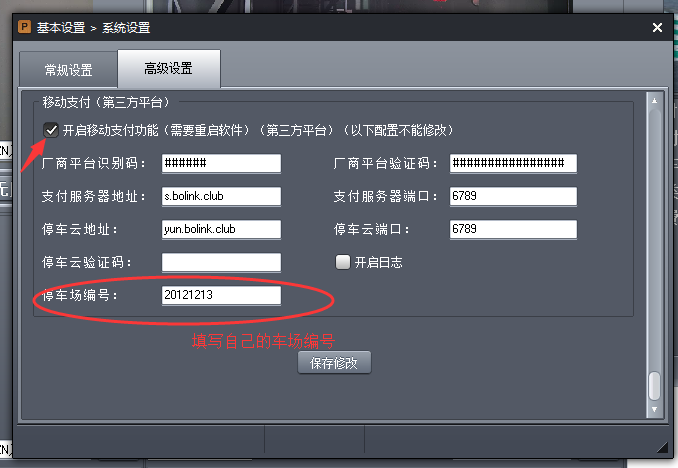 P 基本设置 > 系统设置
常规设置 高级设置
移动支付（第三方平台）
开启移动支付功能（需要重启软件）（第三方平台）（以下配置不能修改）
厂商平台识别码： ###### 厂商平台验证码： ################
支付服务器地址： s.bolink.club 支付服务器端口： 6789
停车云地址： yun.bolink.club 停车云端口： 6789
停车云验证码： 开启日志
停车场编号： 20121213
填写自己的车场编号
保存修改